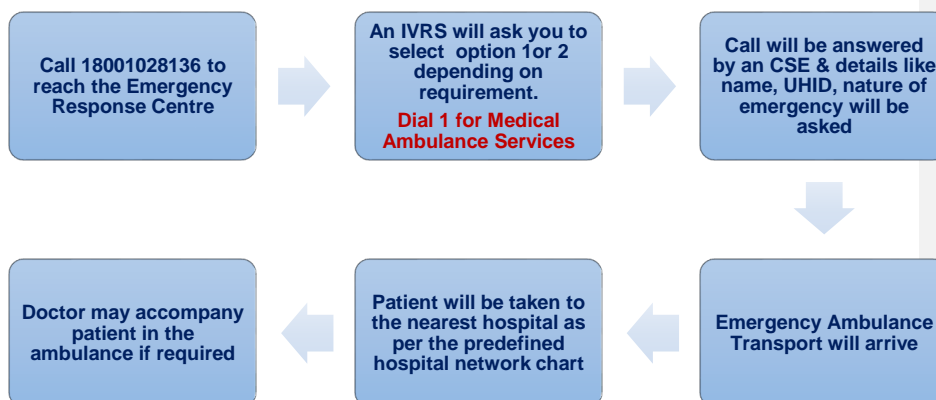 Call 18001028136 to
reach the Emergency
Response Centre
An IVRS will ask you to
select option 1or 2
depending on
requirement.
Dial 1 for Medical
Ambulance Services
Call will be answered
by an CSE & details like
name, UHID, nature of
emergency will be
asked
Emergency Ambulance
Transport will arrive
Patient will be taken to
the nearest hospital as
per the predefined
hospital network chart
Doctor may accompany
patient in the
ambulance if required